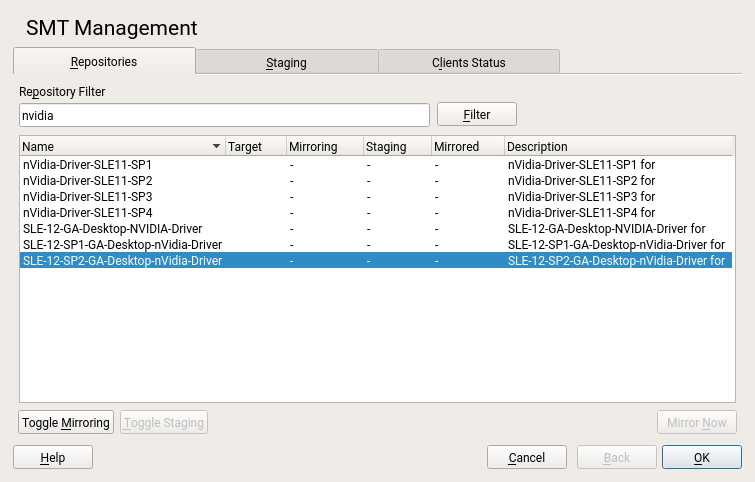 SMT Management
Repositories Staging Clients Status
Repository Filter
nvidia Filter
Name Target Mirroring Staging Mirrored Description
nVidia-Driver-SLE11-SP1 - - - nVidia-Driver-SLE11-SP1 for
nVidia-Driver-SLE11-SP2 - - - nVidia-Driver-SLE11-SP2 for
nVidia-Driver-SLE11-SP3 - - - nVidia-Driver-SLE11-SP3 for
nVidia-Driver-SLE11-SP4 - - - nVidia-Driver-SLE11-SP4 for
SLE-12-GA-Desktop-NVIDIA-Driver - - - SLE-12-GA-Desktop-NVIDIA-Driver for
SLE-12-SP1-GA-Desktop-nVidia-Driver - - - SLE-12-SP1-GA-Desktop-nVidia-Driver for
SLE-12-SP2-GA-Desktop-nVidia-Driver - - - SLE-12-SP2-GA-Desktop-nVidia-Driver for
Toggle Mirroring Toggle Staging Mirror Now
Help Cancel Back OK